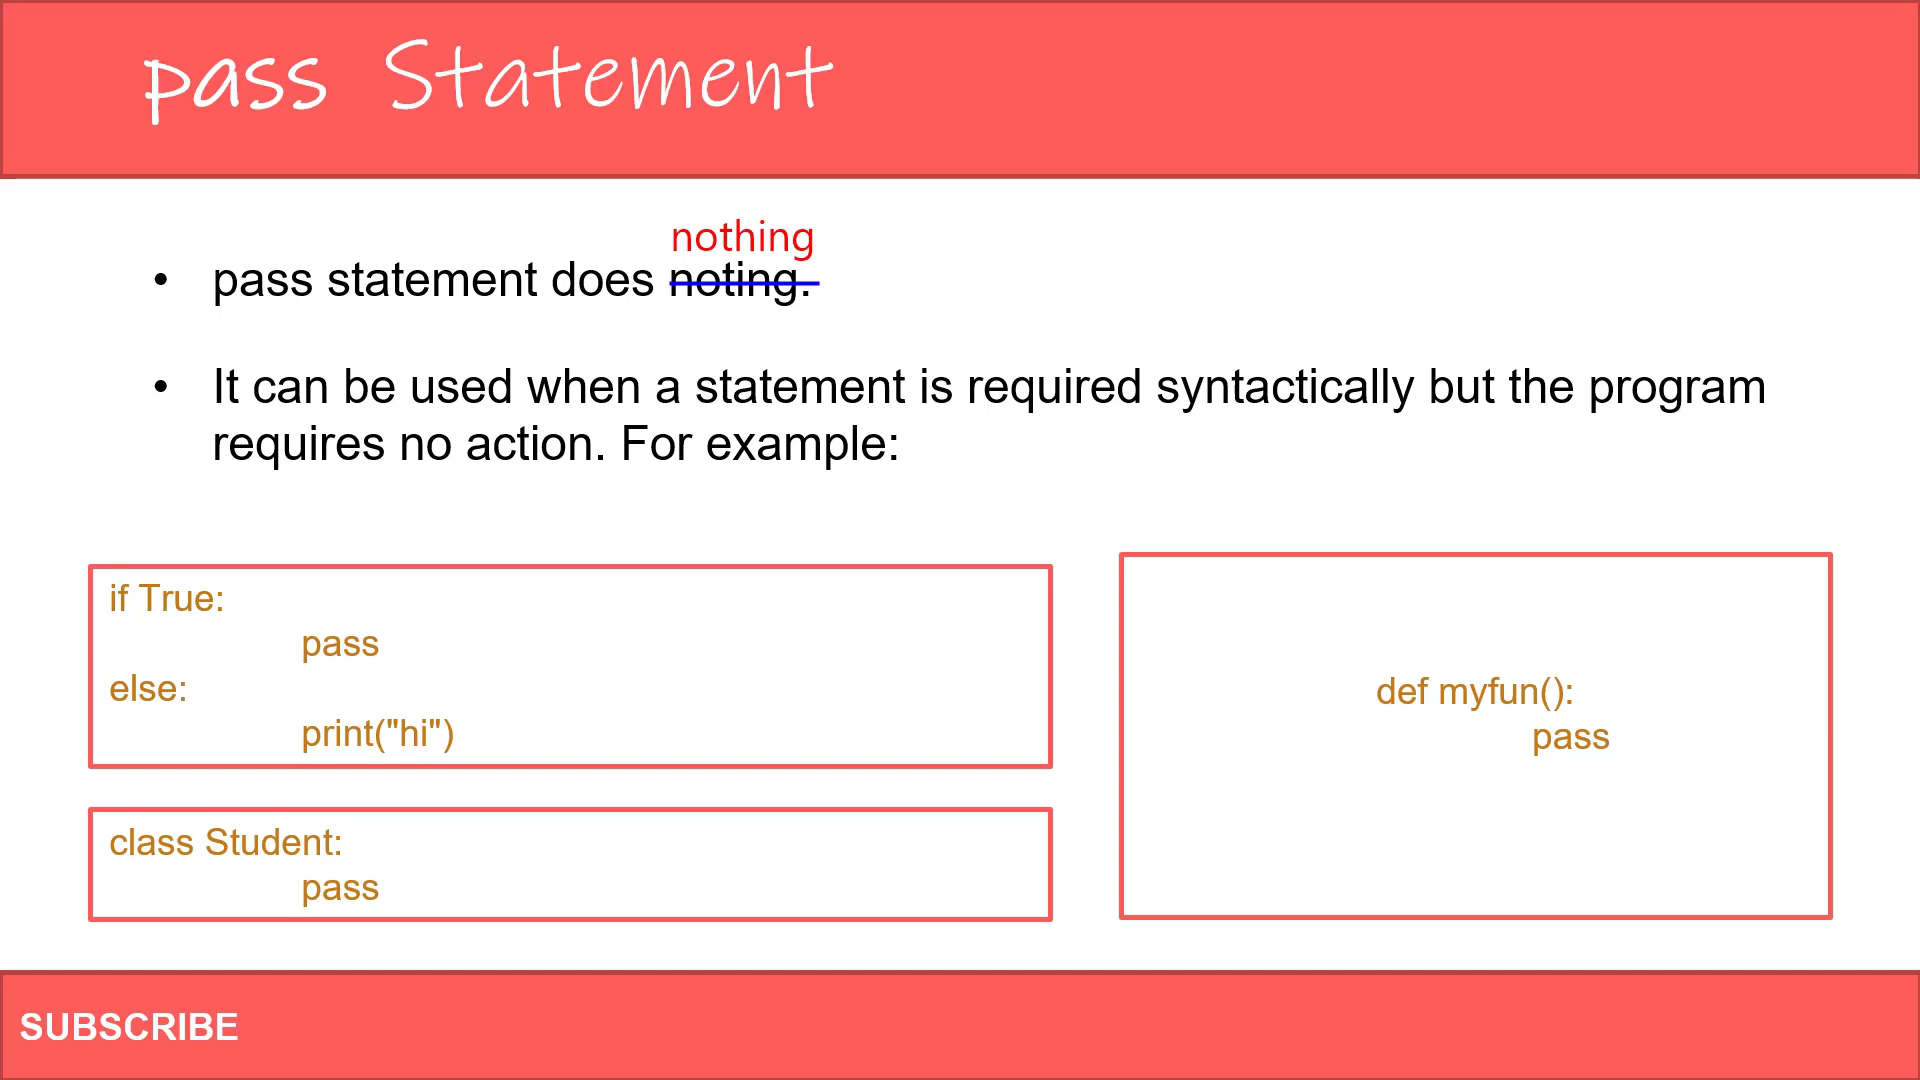 pass Statement
nothing
• pass statement does noting.
• It can be used when a statement is required syntactically but the program
requires no action. For example:
if True:
pass
else:
print("hi")
class Student:
pass
def myfun():
pass
SUBSCRIBE